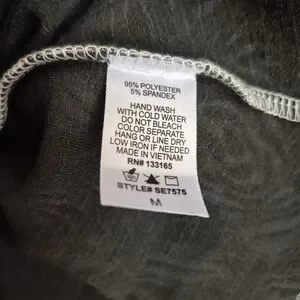 95% POLYESTER
5% SPANDEX
HAND WASH
WITH COLD WATER
DO NOT BLEACH
COLOR SEPARATE
HANG OR LINE DRY
LOW IRON IF NEEDED
MADE IN VIETNAM
RN# 133165
STYLE# SE7575
M